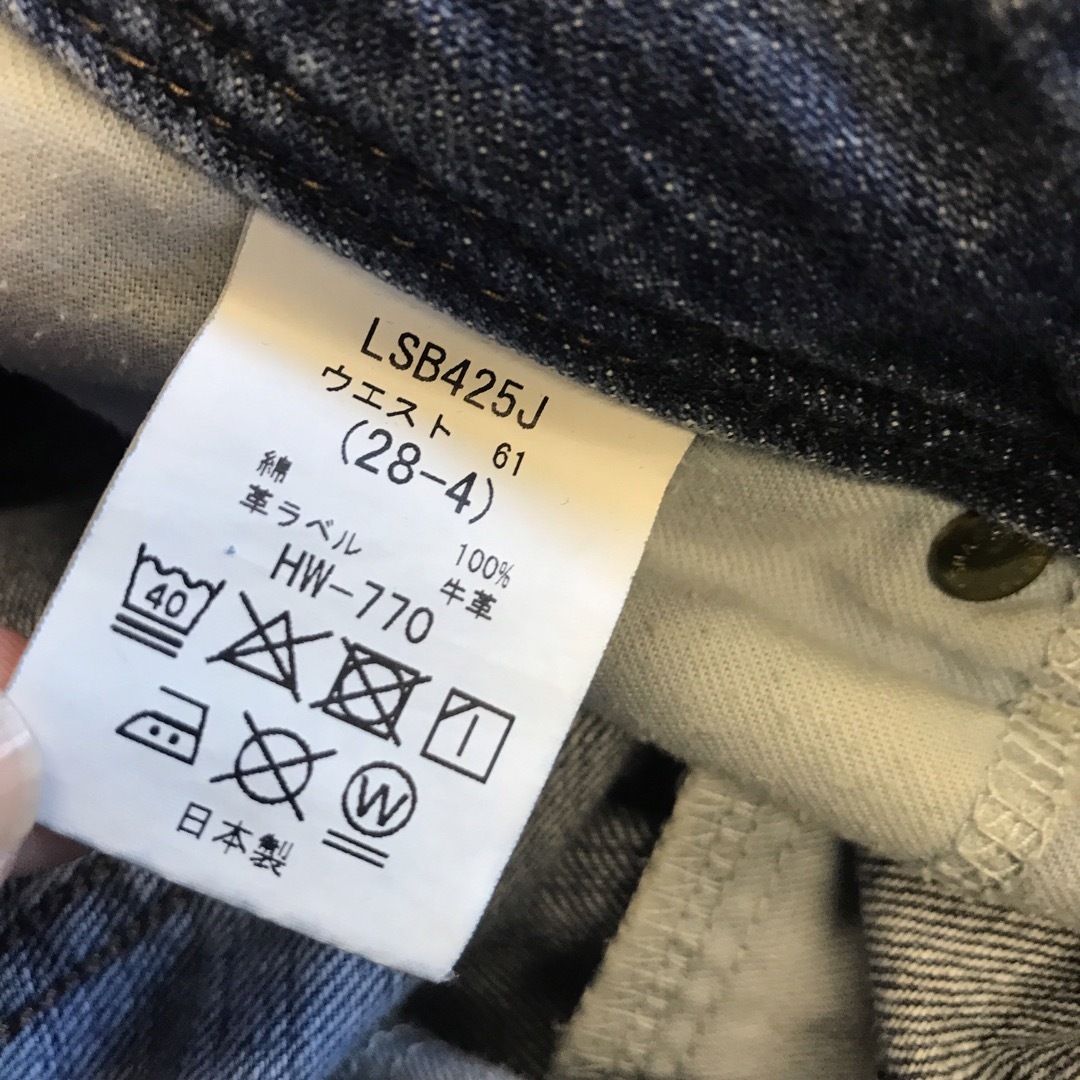 LSB425J
ウエスト 61
(28-4)
綿 100%
革ラベル 牛革
HW-770
40
W
日本製